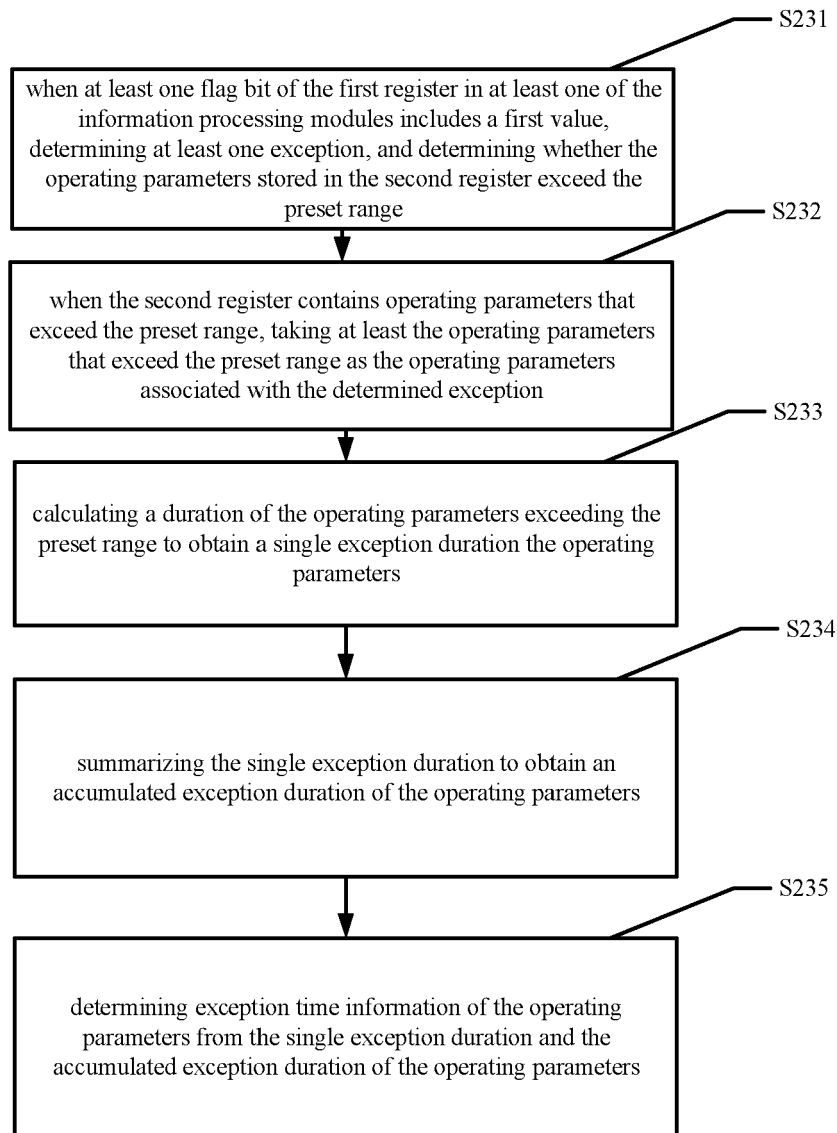 S231
when at least one flag bit of the first register in at least one of the
information processing modules includes a first value,
determining at least one exception, and determining whether the
operating parameters stored in the second register exceed the
preset range
S232
when the second register contains operating parameters that
exceed the preset range, taking at least the operating parameters
that exceed the preset range as the operating parameters
associated with the determined exception
S233
calculating a duration of the operating parameters exceeding the
preset range to obtain a single exception duration the operating
parameters
S234
summarizing the single exception duration to obtain an
accumulated exception duration of the operating parameters
S235
determining exception time information of the operating
parameters from the single exception duration and the
accumulated exception duration of the operating parameters